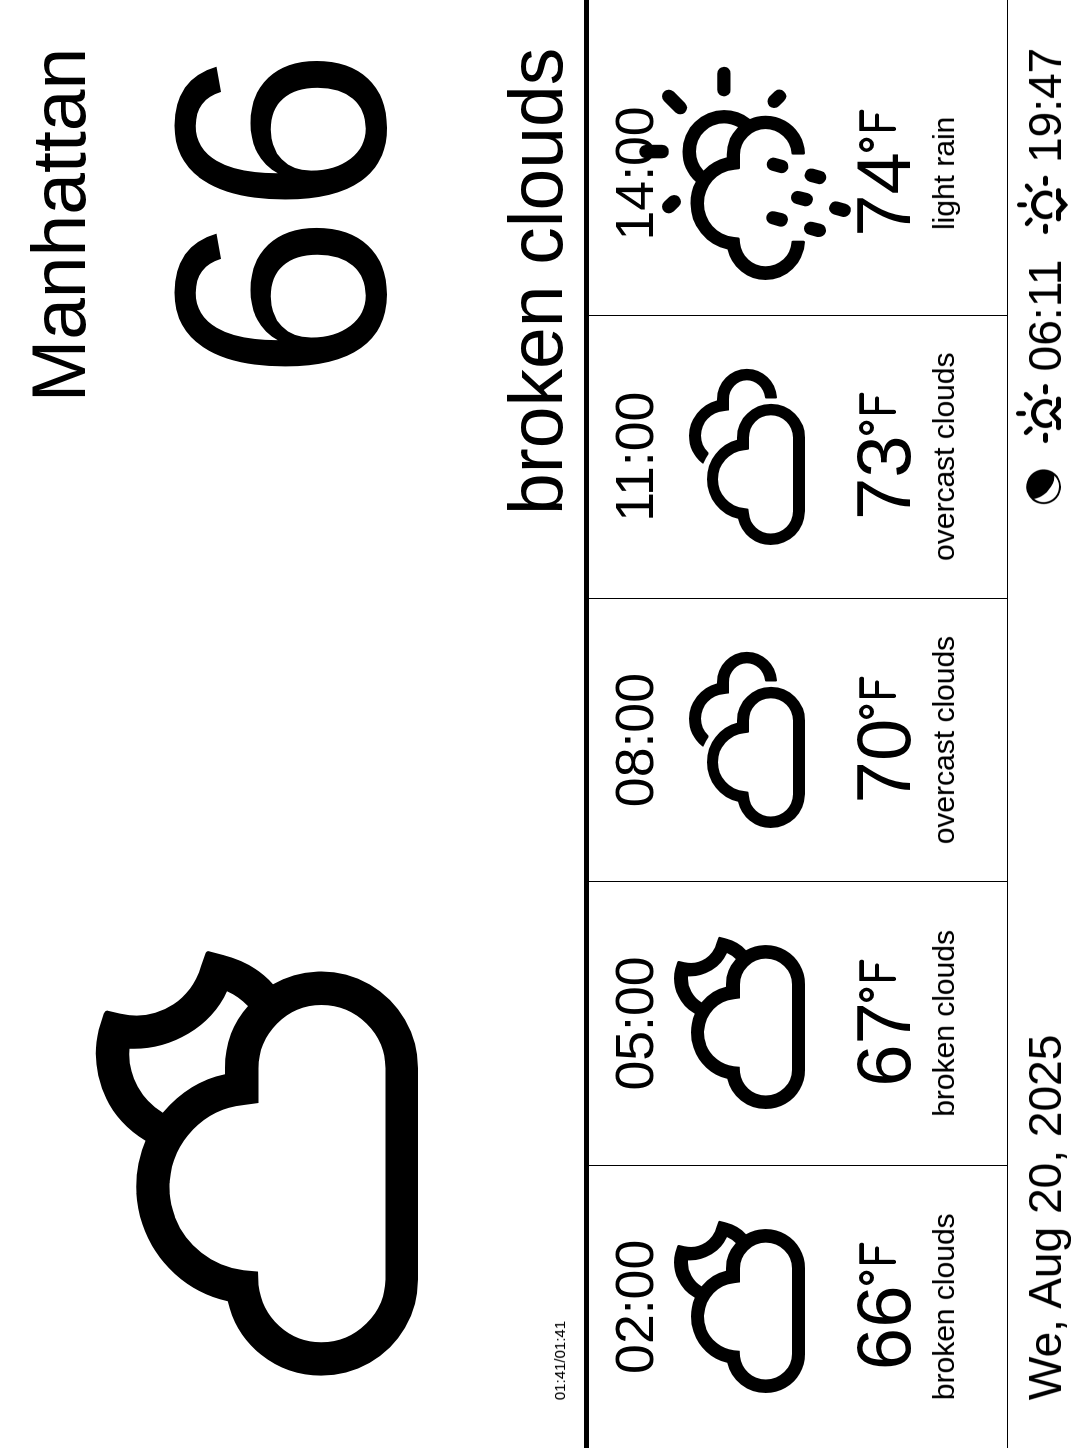 Manhattan
66
broken clouds
01:41/01:41
02:00 05:00 08:00 11:00 14:00
66°F 67°F 70°F 73°F 74°F
broken clouds broken clouds overcast clouds overcast clouds light rain
We, Aug 20, 2025 06:11 19:47